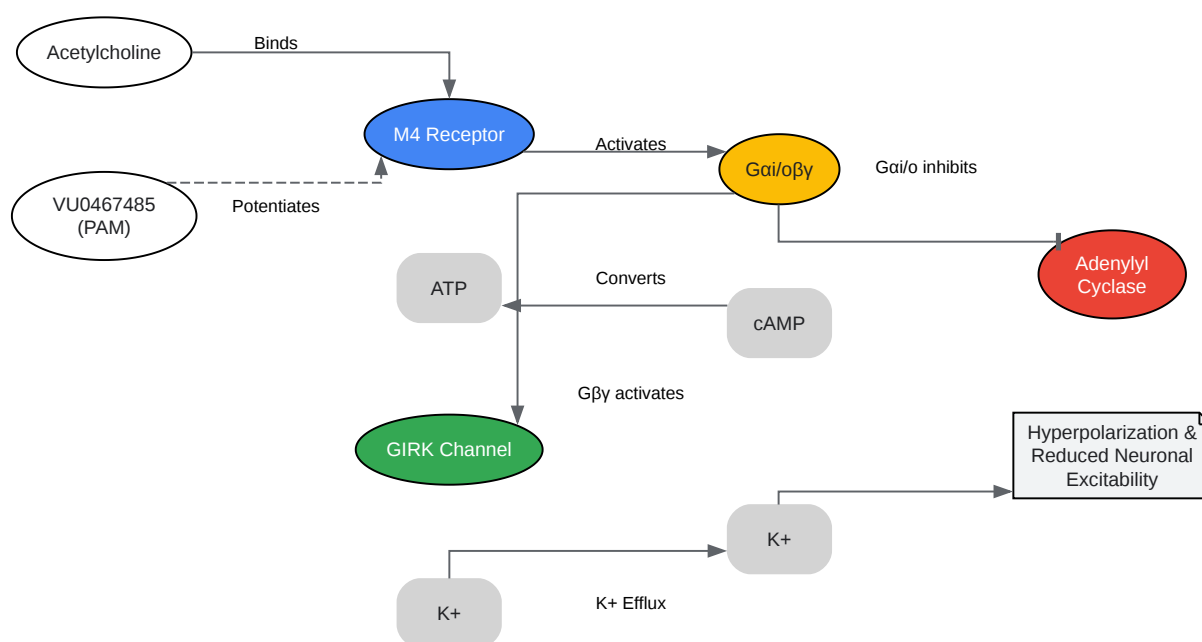 Acetylcholine
Binds
M4 Receptor
Activates
Gαi/oβγ
Gαi/o inhibits
VU0467485
(PAM)
Potentiates
Adenylyl
Cyclase
ATP
Converts
cAMP
Gβγ activates
GIRK Channel
Hyperpolarization &
Reduced Neuronal
Excitability
K+
K+ Efflux
K+